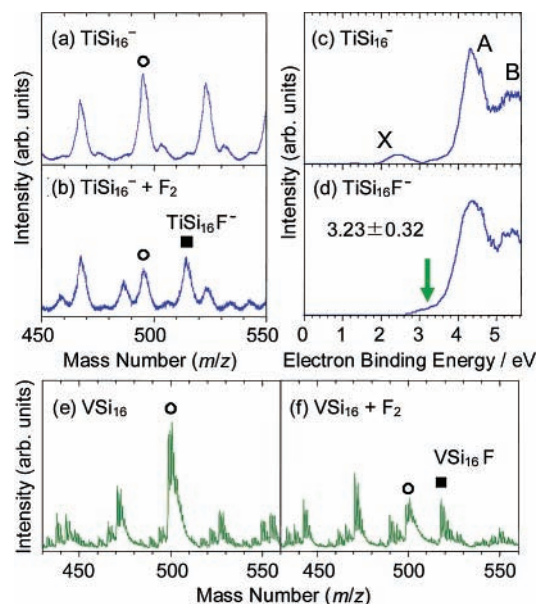 (a) TiSi₁₆⁻
(b) TiSi₁₆⁻ + F₂
TiSi₁₆F⁻
450 500 550
Mass Number (m/z)
Intensity (arb. units)
(c) TiSi₁₆⁻
A
B
X
(d) TiSi₁₆F⁻
3.23±0.32
0 1 2 3 4 5
Electron Binding Energy / eV
Intensity (arb. units)
(e) VSi₁₆
(f) VSi₁₆ + F₂
VSi₁₆F
450 500 550
450 500 550
Mass Number (m/z)
Intensity (arb. units)